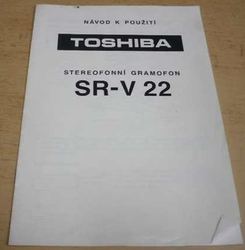 NÁVOD K POUŽITÍ
TOSHIBA
STEREOFONNÍ GRAMOFON
SR-V 22